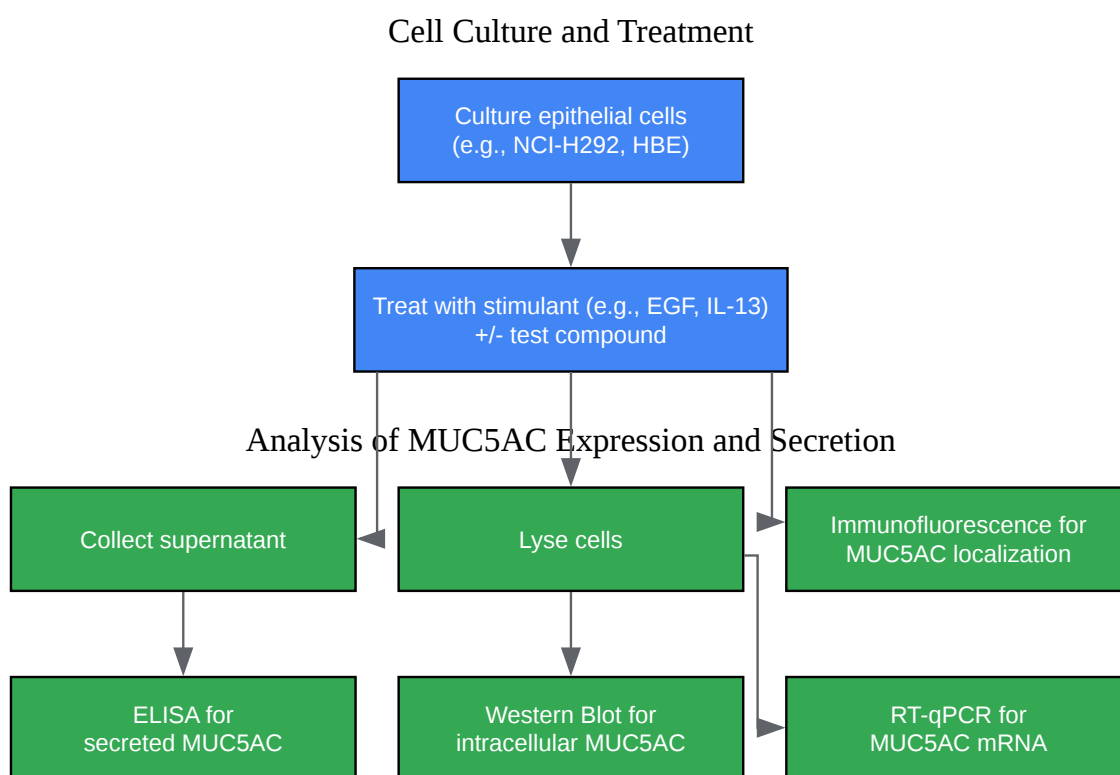 Cell Culture and Treatment
Culture epithelial cells
(e.g., NCI-H292, HBE)
Treat with stimulant (e.g., EGF, IL-13)
+/- test compound
Analysis of MUC5AC Expression and Secretion
Collect supernatant
Lyse cells
Immunofluorescence for
MUC5AC localization
ELISA for
secreted MUC5AC
Western Blot for
intracellular MUC5AC
RT-qPCR for
MUC5AC mRNA